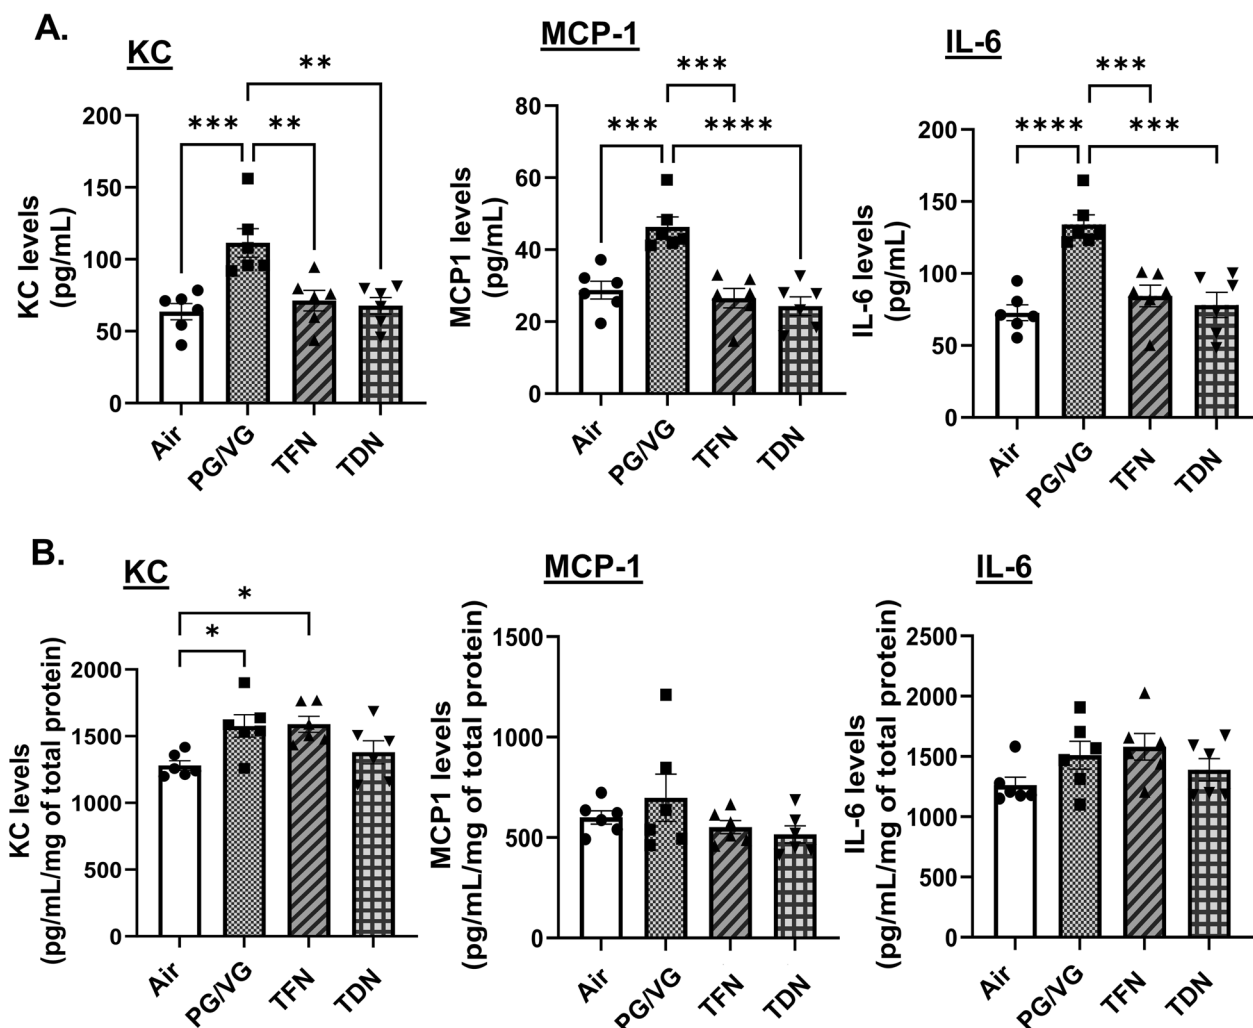 A.
KC
**
***
**
KC levels
(pg/mL)
200
150
100
50
0
Air
PG/VG
TFN
TDN
MCP-1
***
***
****
MCP1 levels
(pg/mL)
80
60
40
20
0
Air
PG/VG
TFN
TDN
IL-6
***
****
***
IL-6 levels
(pg/mL)
200
150
100
50
0
Air
PG/VG
TFN
TDN
B.
KC
*
*
KC levels
(pg/mL/mg of total protein)
2000
1500
1000
500
0
Air
PG/VG
TFN
TDN
MCP-1
MCP1 levels
(pg/mL/mg of total protein)
1500
1000
500
0
Air
PG/VG
TFN
TDN
IL-6
IL-6 levels
(pg/mL/mg of total protein)
2500
2000
1500
1000
500
0
Air
PG/VG
TFN
TDN